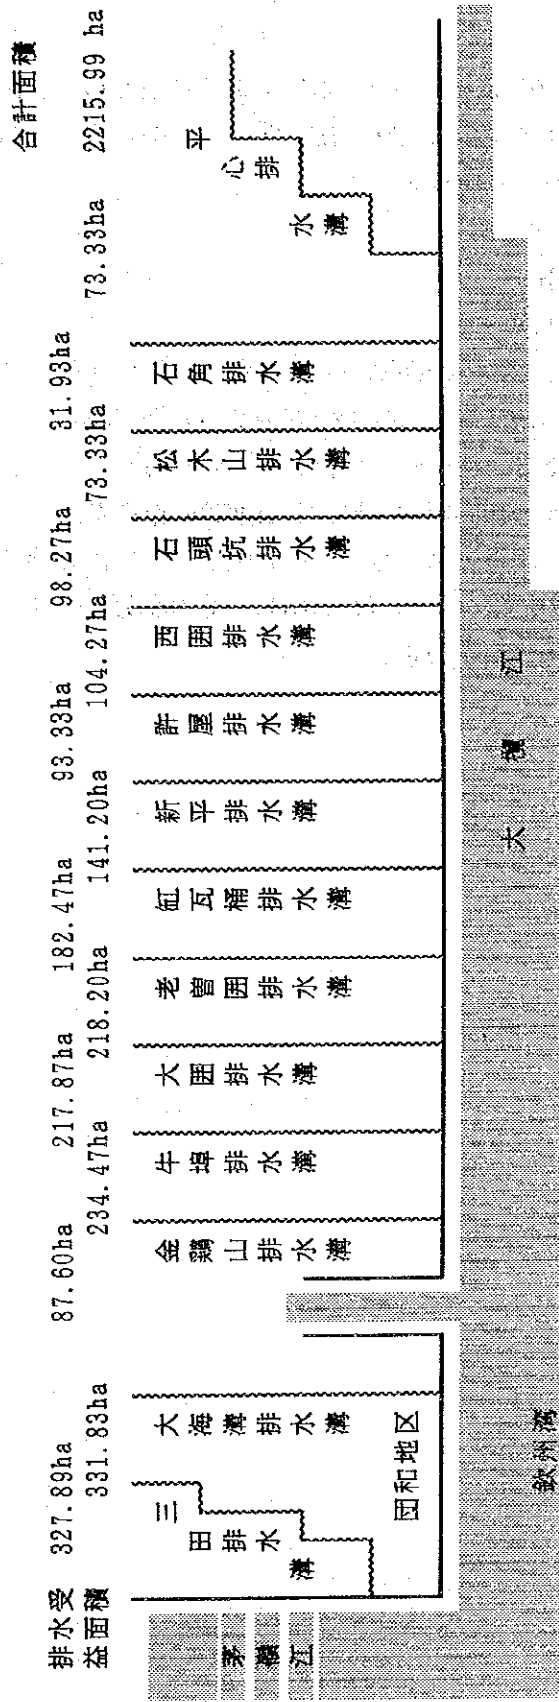 合計面積
排水受 327.89ha 87.60ha 217.87ha 182.47ha 93.33ha 98.27ha 31.93ha
益面積 331.83ha 234.47ha 218.20ha 141.20ha 104.27ha 73.33ha 73.33ha 2215.99 ha
三田排水溝
大海溝排水溝
団和地区
金鶏山排水溝
牛埠排水溝
大囲排水溝
老曽囲排水溝
缸瓦桶排水溝
新平排水溝
許屋排水溝
西囲排水溝
石頭坑排水溝
松木山排水溝
石角排水溝
平心排水溝
茅嶺江
大欖江
欽州湾